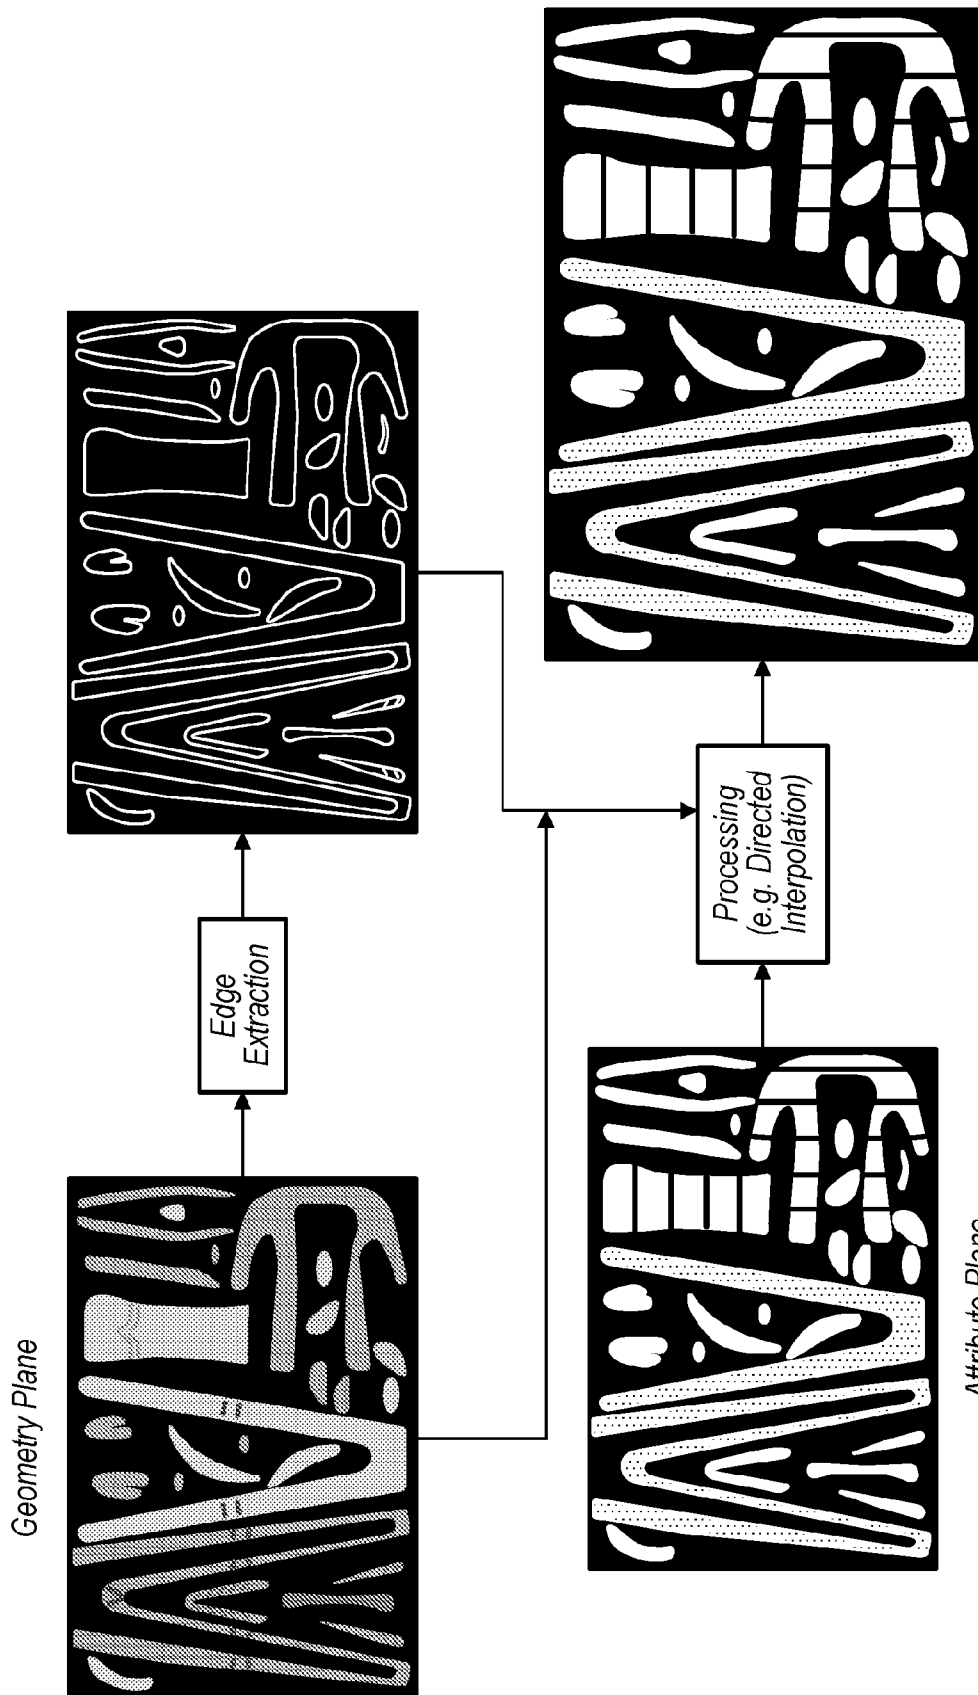 Geometry Plane
Edge
Extraction
Processing
(e.g. Directed
Interpolation)
Attribute Plane